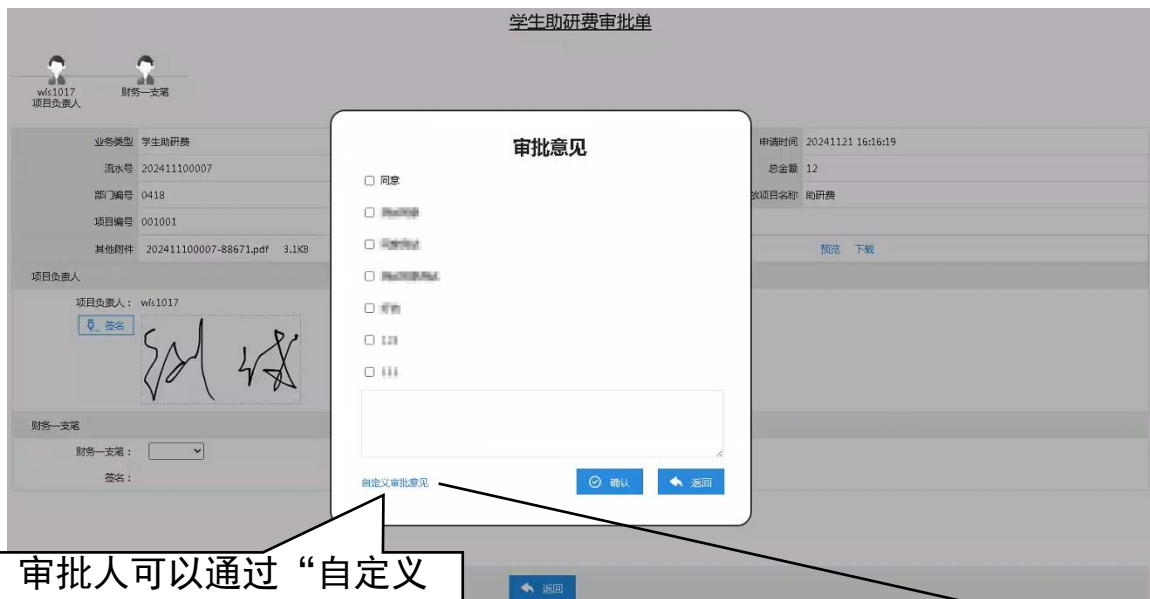 学生助研费审批单
wls1017
项目负责人
财务一支笔
业务类型 学生助研费
申请时间 20241121 16:16:19
流水号 202411100007
总金额 12
部门编号 0418
放项目名称 助研费
项目编号 001001
其他附件 202411100007-88671.pdf 3.1KB
预览 下载
项目负责人
项目负责人： wls1017
签名
财务一支笔
财务一支笔：
签名：
审批意见
同意
自定义审批意见
确认
返回
返回
审批人可以通过“自定义